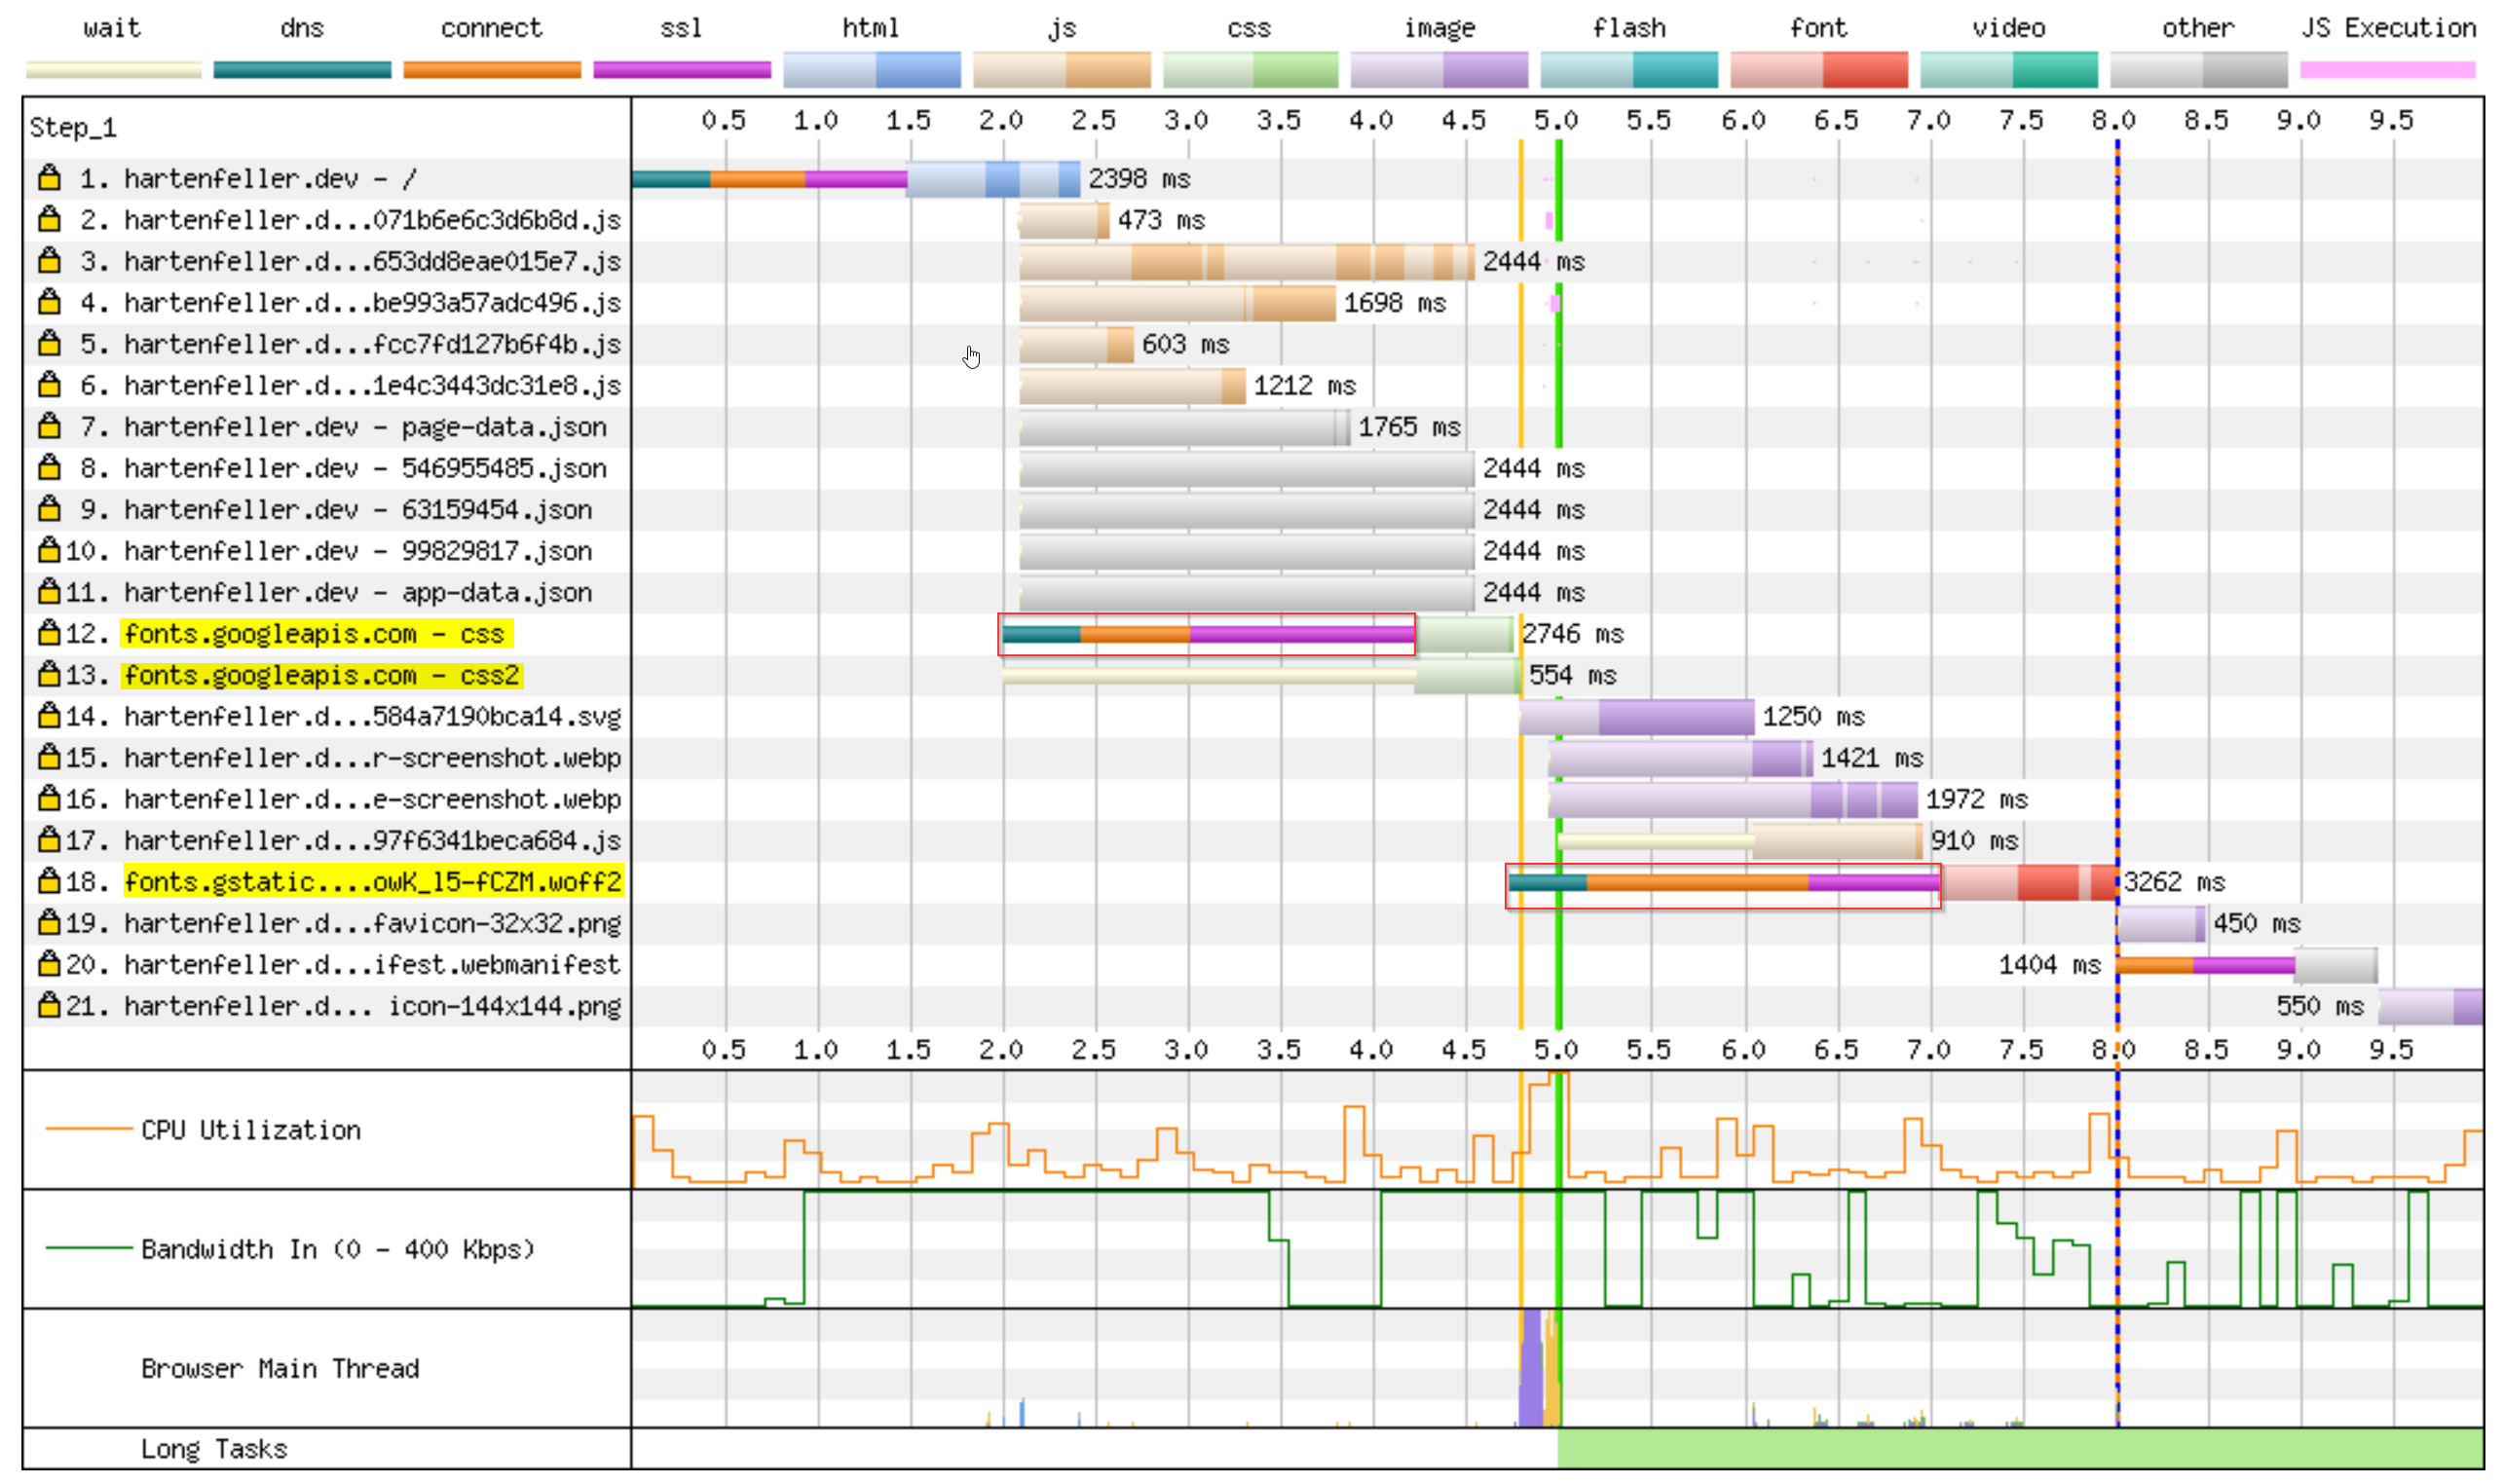 wait dns connect ssl html js css image flash font video other JS Execution
Step_1 0.5 1.0 1.5 2.0 2.5 3.0 3.5 4.0 4.5 5.0 5.5 6.0 6.5 7.0 7.5 8.0 8.5 9.0 9.5
1. hartenfeller.dev - / 2398 ms
2. hartenfeller.d...071b6e6c3d6b8d.js 473 ms
3. hartenfeller.d...653dd8eae015e7.js 2444 ms
4. hartenfeller.d...be993a57adc496.js 1698 ms
5. hartenfeller.d...fcc7fd127b6f4b.js 603 ms
6. hartenfeller.d...1e4c3443dc31e8.js 1212 ms
7. hartenfeller.dev - page-data.json 1765 ms
8. hartenfeller.dev - 546955485.json 2444 ms
9. hartenfeller.dev - 63159454.json 2444 ms
10. hartenfeller.dev - 99829817.json 2444 ms
11. hartenfeller.dev - app-data.json 2444 ms
12. fonts.googleapis.com - css 2746 ms
13. fonts.googleapis.com - css2 554 ms
14. hartenfeller.d...584a7190bca14.svg 1250 ms
15. hartenfeller.d...r-screenshot.webp 1421 ms
16. hartenfeller.d...e-screenshot.webp 1972 ms
17. hartenfeller.d...97f6341beca684.js 910 ms
18. fonts.gstatic....owK_l5-fCZM.woff2 3262 ms
19. hartenfeller.d...favicon-32x32.png 450 ms
20. hartenfeller.d...ifest.webmanifest 1404 ms
21. hartenfeller.d... icon-144x144.png 550 ms
0.5 1.0 1.5 2.0 2.5 3.0 3.5 4.0 4.5 5.0 5.5 6.0 6.5 7.0 7.5 8.0 8.5 9.0 9.5
CPU Utilization
Bandwidth In (0 - 400 Kbps)
Browser Main Thread
Long Tasks